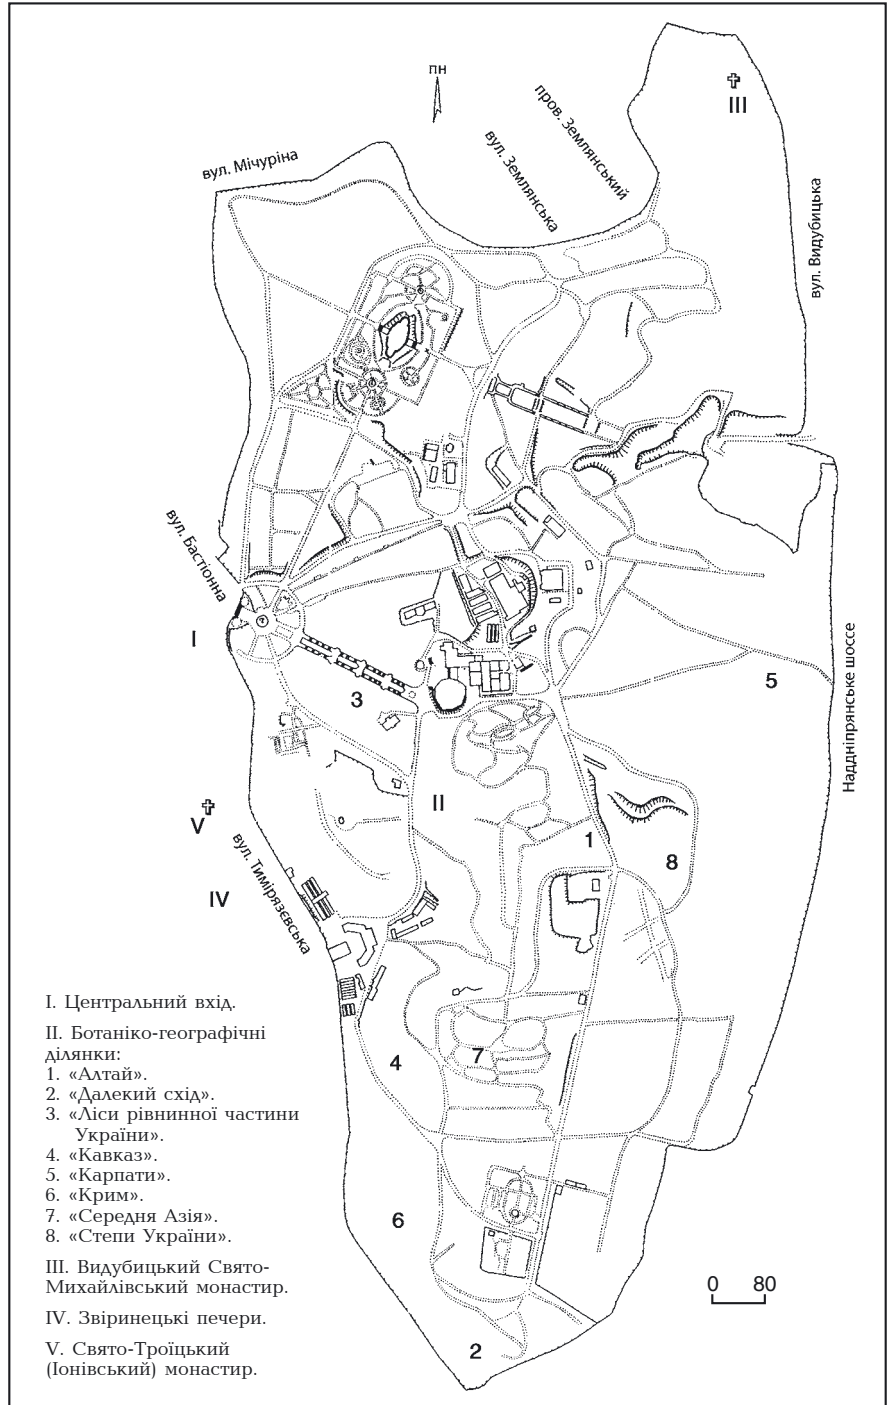 пн
вул. Мічуріна
вул. Землянська
пров. Землянський
III
вул. Видубицька
вул. Бастіонна
I
3
5
Наддніпрянське шоссе
II
V
вул. Тимірязєвська
IV
1
8
4
7
6
2
0 80
I. Центральний вхід.
II. Ботаніко-географічні
ділянки:
1. «Алтай».
2. «Далекий схід».
3. «Ліси рівнинної частини
України».
4. «Кавказ».
5. «Карпати».
6. «Крим».
7. «Середня Азія».
8. «Степи України».
III. Видубицький Свято-
Михайлівський монастир.
IV. Звіринецькі печери.
V. Свято-Троїцький
(Іонівський) монастир.